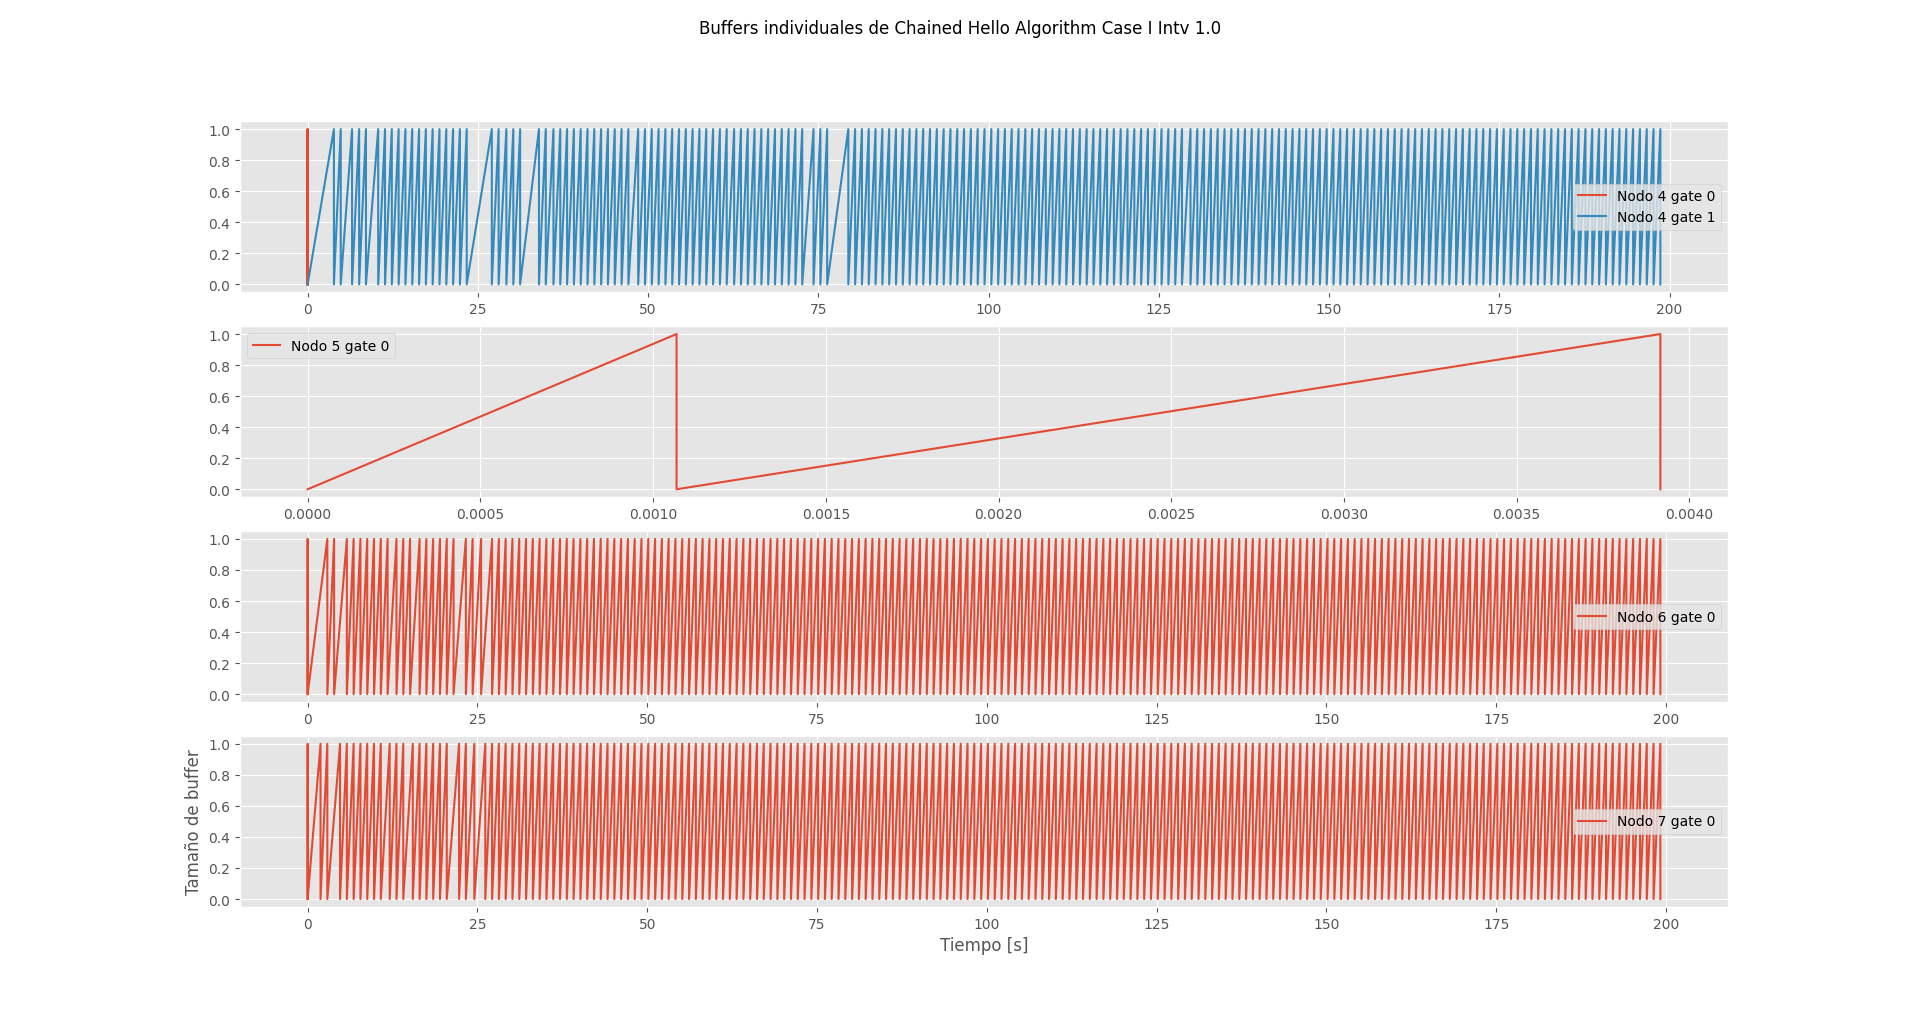 Buffers individuales de Chained Hello Algorithm Case I Intv 1.0
1.0
0.8
0.6
0.4
0.2
0.0
Nodo 4 gate 0
Nodo 4 gate 1
0 25 50 75 100 125 150 175 200
1.0
0.8
0.6
0.4
0.2
0.0
Nodo 5 gate 0
0.0000 0.0005 0.0010 0.0015 0.0020 0.0025 0.0030 0.0035 0.0040
1.0
0.8
0.6
0.4
0.2
0.0
Nodo 6 gate 0
0 25 50 75 100 125 150 175 200
Tamaño de buffer
1.0
0.8
0.6
0.4
0.2
0.0
Nodo 7 gate 0
0 25 50 75 100 125 150 175 200
Tiempo [s]